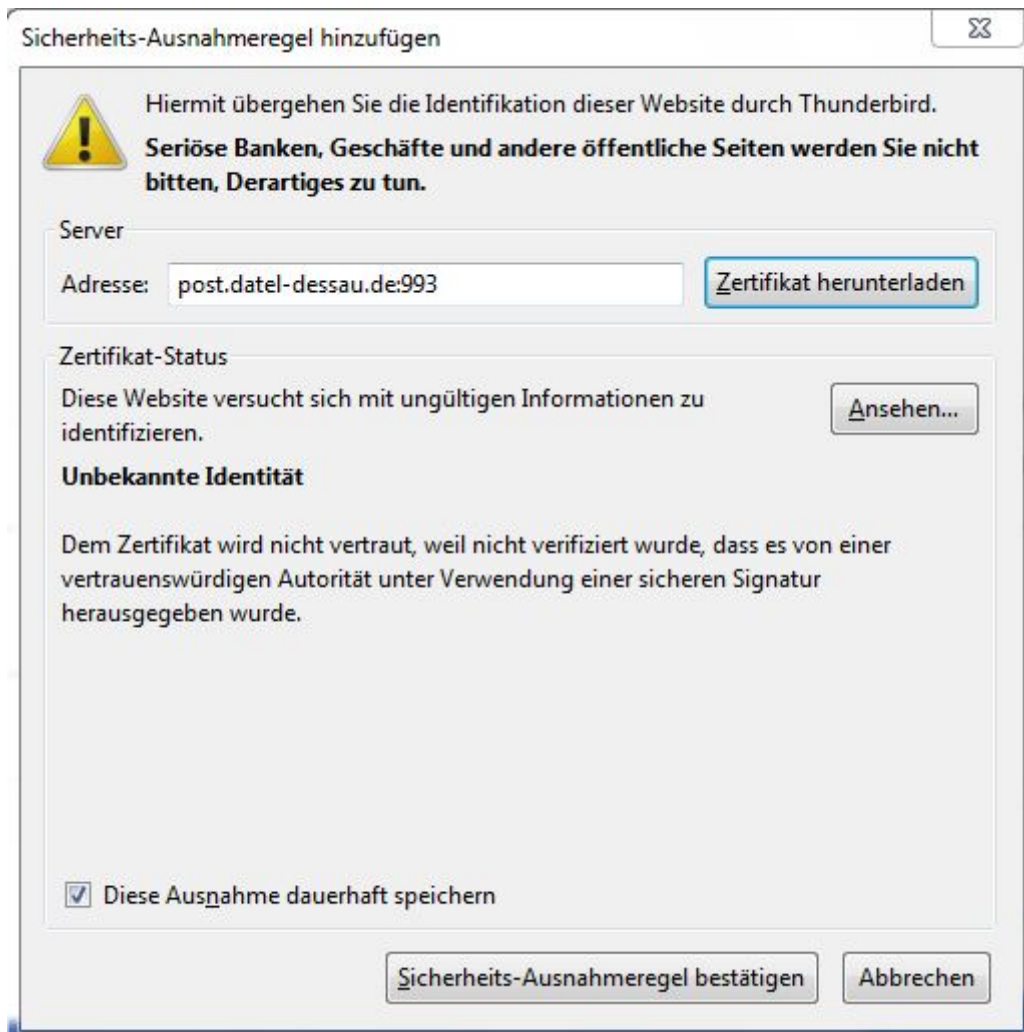 Sicherheits-Ausnahmeregel hinzufügen
Hiermit übergehen Sie die Identifikation dieser Website durch Thunderbird.
Seriöse Banken, Geschäfte und andere öffentliche Seiten werden Sie nicht
bitten, Derartiges zu tun.
Server
Adresse: post.datel-dessau.de:993 Zertifikat herunterladen
Zertifikat-Status
Diese Website versucht sich mit ungültigen Informationen zu
identifizieren.
Ansehen...
Unbekannte Identität
Dem Zertifikat wird nicht vertraut, weil nicht verifiziert wurde, dass es von einer
vertrauenswürdigen Autorität unter Verwendung einer sicheren Signatur
herausgegeben wurde.
Diese Ausnahme dauerhaft speichern
Sicherheits-Ausnahmeregel bestätigen Abbrechen